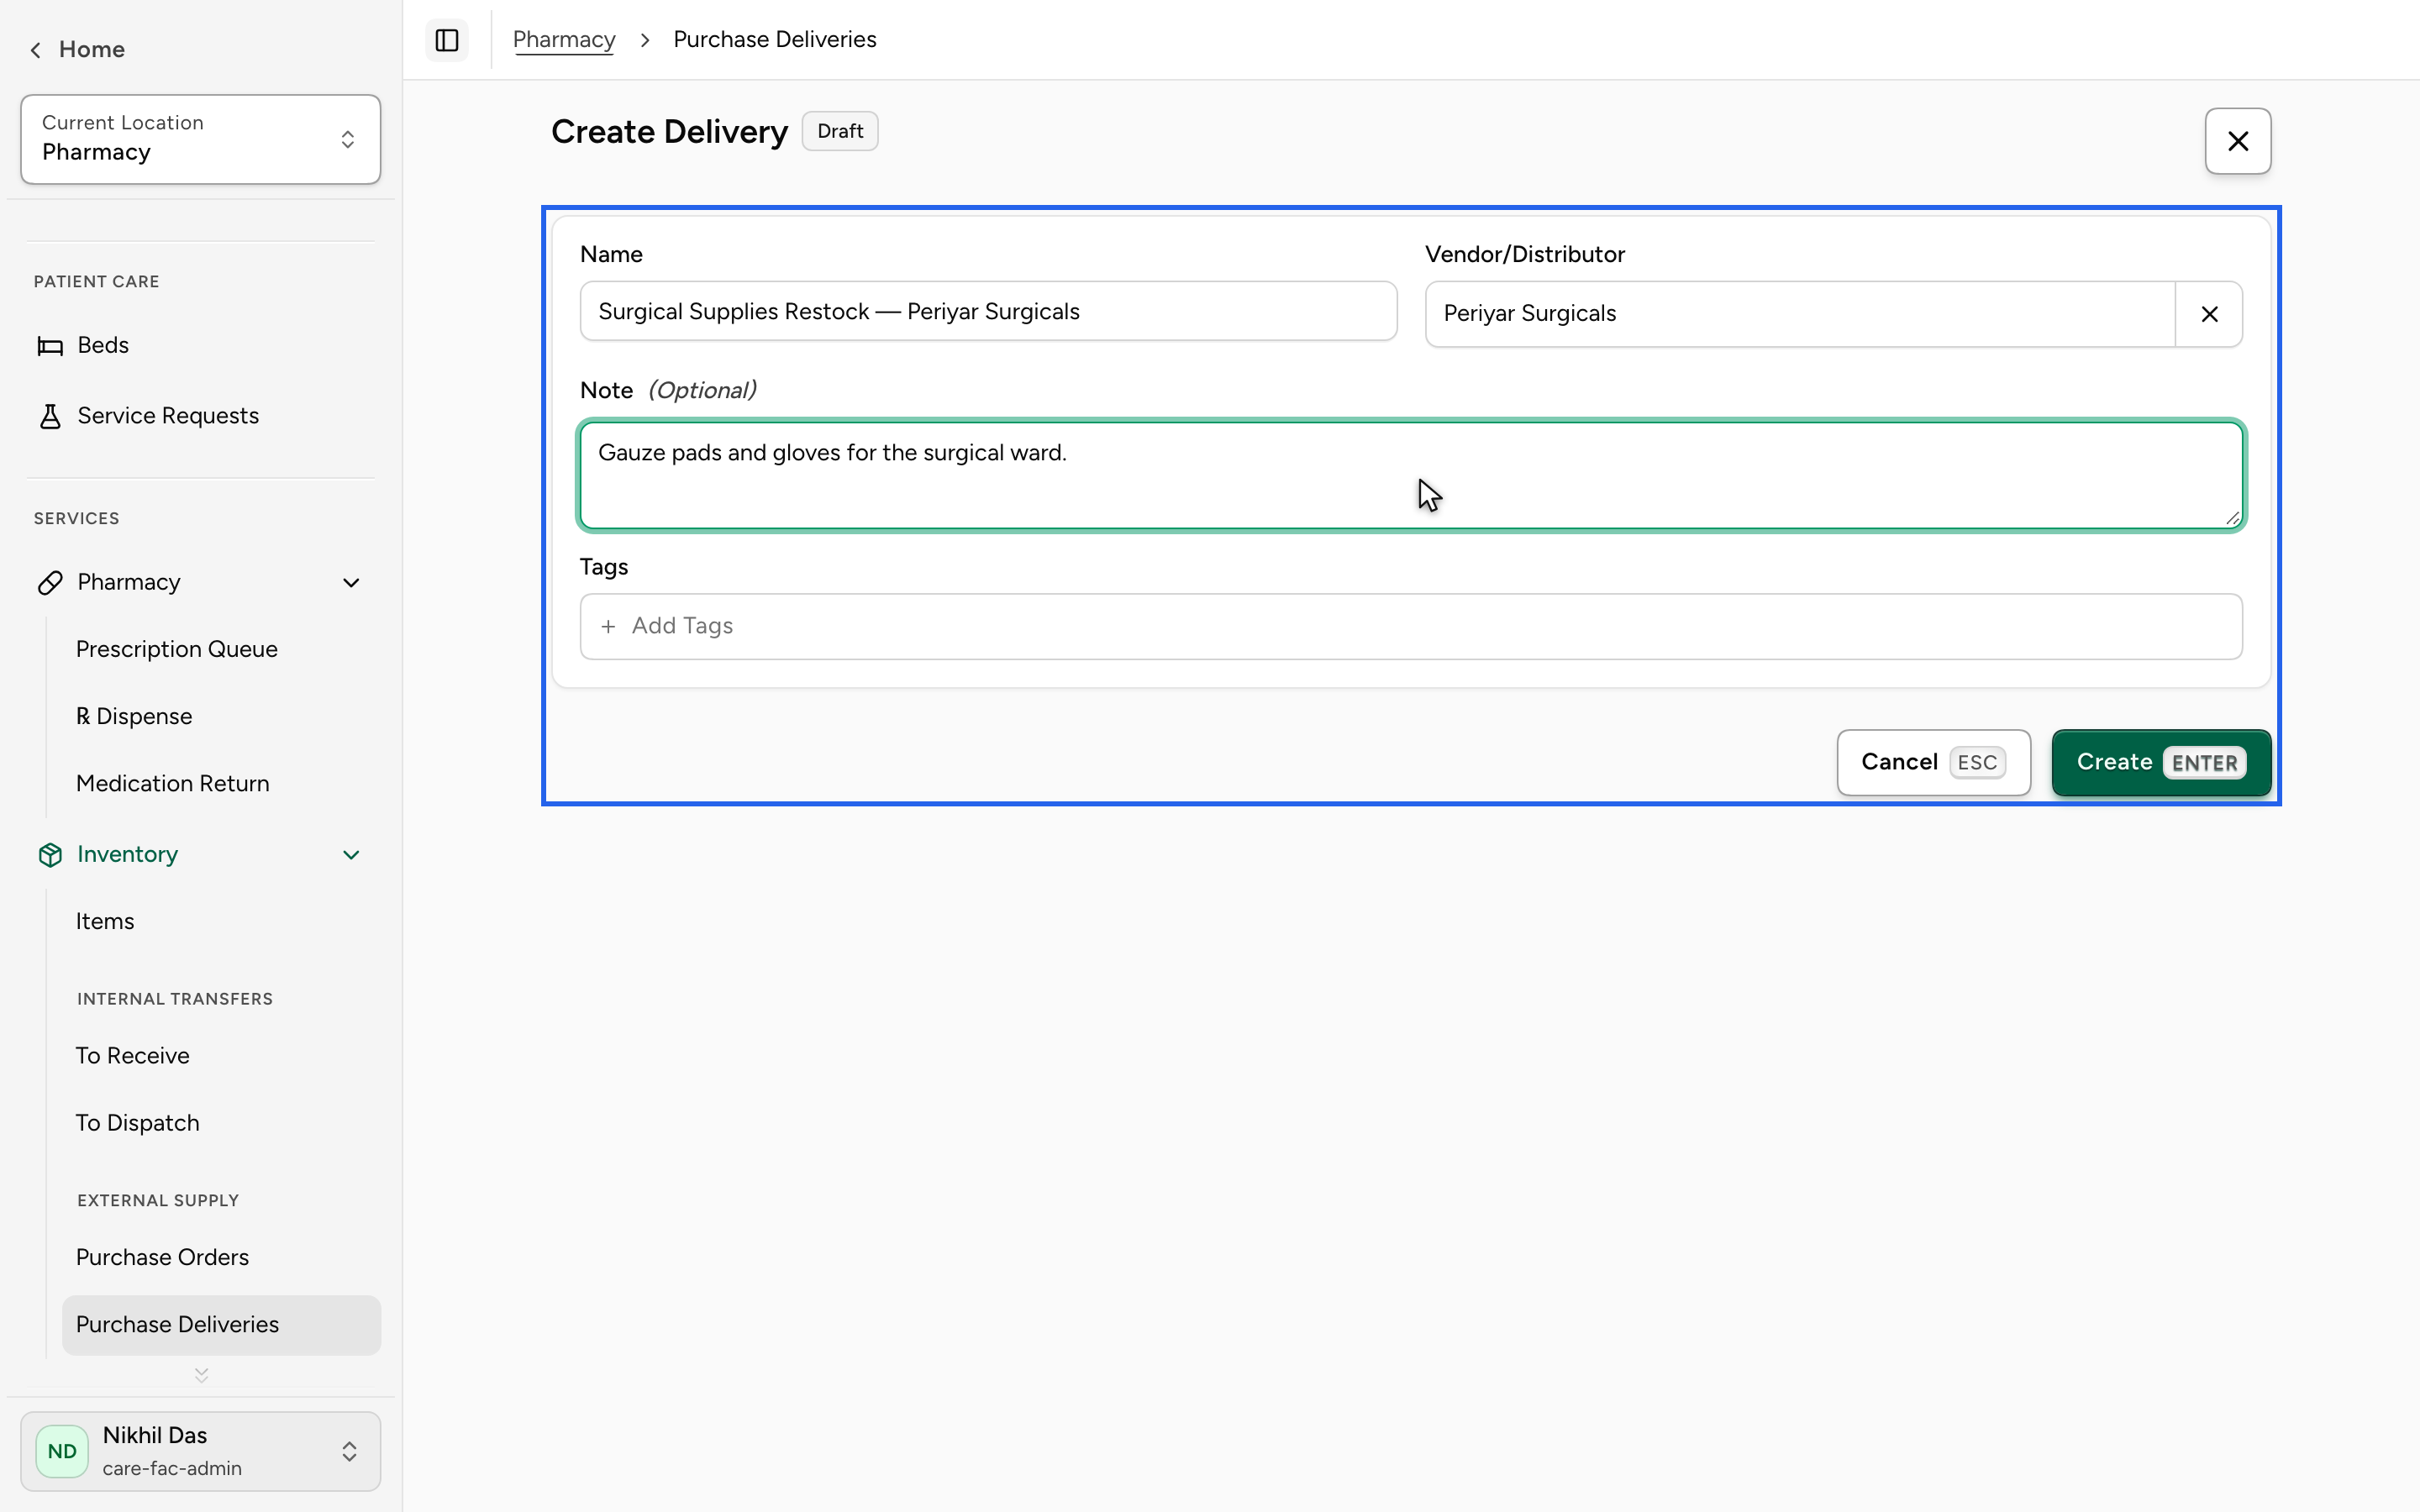 Home
Current Location
Pharmacy
PATIENT CARE
Beds
Service Requests
SERVICES
Pharmacy
Prescription Queue
℞ Dispense
Medication Return
Inventory
Items
INTERNAL TRANSFERS
To Receive
To Dispatch
EXTERNAL SUPPLY
Purchase Orders
Purchase Deliveries
ND
Nikhil Das
care-fac-admin
Pharmacy > Purchase Deliveries
Create Delivery Draft
Name
Surgical Supplies Restock — Periyar Surgicals
Vendor/Distributor
Periyar Surgicals
Note (Optional)
Gauze pads and gloves for the surgical ward.
Tags
+ Add Tags
Cancel ESC
Create ENTER